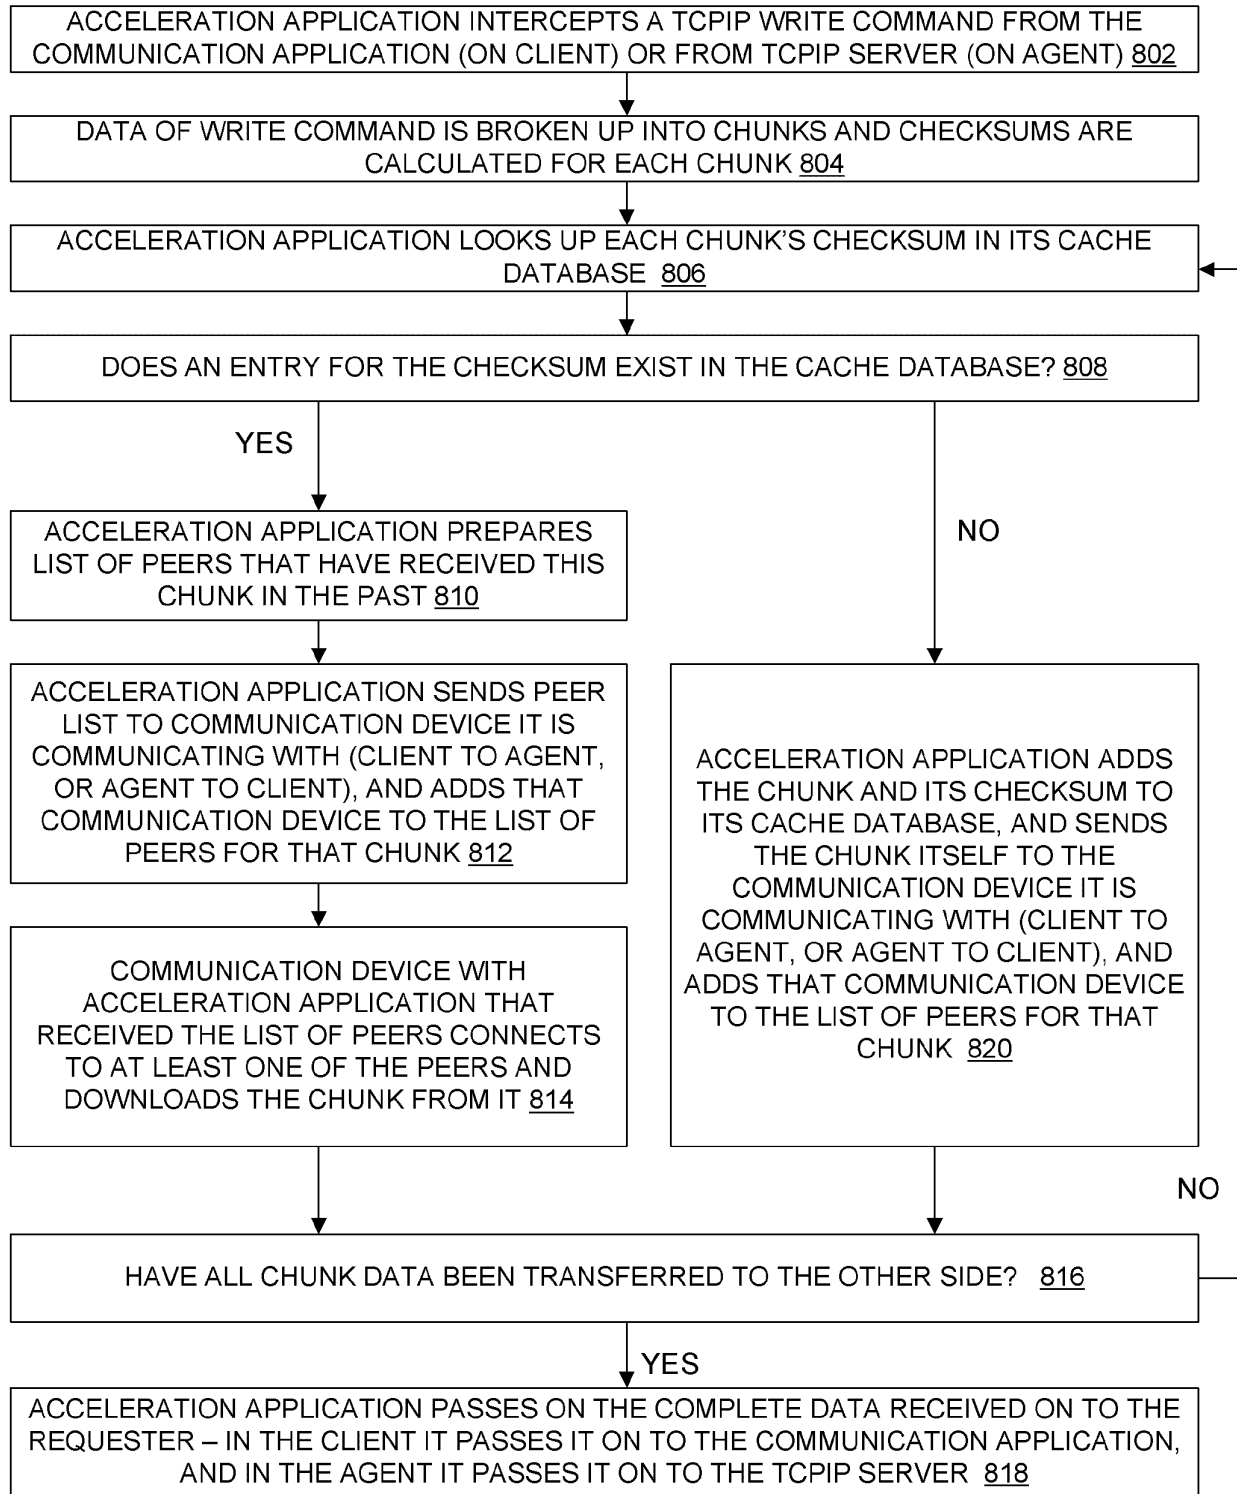 ACCELERATION APPLICATION INTERCEPTS A TCPIP WRITE COMMAND FROM THE
COMMUNICATION APPLICATION (ON CLIENT) OR FROM TCPIP SERVER (ON AGENT) 802
DATA OF WRITE COMMAND IS BROKEN UP INTO CHUNKS AND CHECKSUMS ARE
CALCULATED FOR EACH CHUNK 804
ACCELERATION APPLICATION LOOKS UP EACH CHUNK’S CHECKSUM IN ITS CACHE
DATABASE 806
DOES AN ENTRY FOR THE CHECKSUM EXIST IN THE CACHE DATABASE? 808
YES
ACCELERATION APPLICATION PREPARES
LIST OF PEERS THAT HAVE RECEIVED THIS
CHUNK IN THE PAST 810
ACCELERATION APPLICATION SENDS PEER
LIST TO COMMUNICATION DEVICE IT IS
COMMUNICATING WITH (CLIENT TO AGENT,
OR AGENT TO CLIENT), AND ADDS THAT
COMMUNICATION DEVICE TO THE LIST OF
PEERS FOR THAT CHUNK 812
COMMUNICATION DEVICE WITH
ACCELERATION APPLICATION THAT
RECEIVED THE LIST OF PEERS CONNECTS
TO AT LEAST ONE OF THE PEERS AND
DOWNLOADS THE CHUNK FROM IT 814
NO
ACCELERATION APPLICATION ADDS
THE CHUNK AND ITS CHECKSUM TO
ITS CACHE DATABASE, AND SENDS
THE CHUNK ITSELF TO THE
COMMUNICATION DEVICE IT IS
COMMUNICATING WITH (CLIENT TO
AGENT, OR AGENT TO CLIENT), AND
ADDS THAT COMMUNICATION DEVICE
TO THE LIST OF PEERS FOR THAT
CHUNK 820
NO
HAVE ALL CHUNK DATA BEEN TRANSFERRED TO THE OTHER SIDE? 816
YES
ACCELERATION APPLICATION PASSES ON THE COMPLETE DATA RECEIVED ON TO THE
REQUESTER – IN THE CLIENT IT PASSES IT ON TO THE COMMUNICATION APPLICATION,
AND IN THE AGENT IT PASSES IT ON TO THE TCPIP SERVER 818